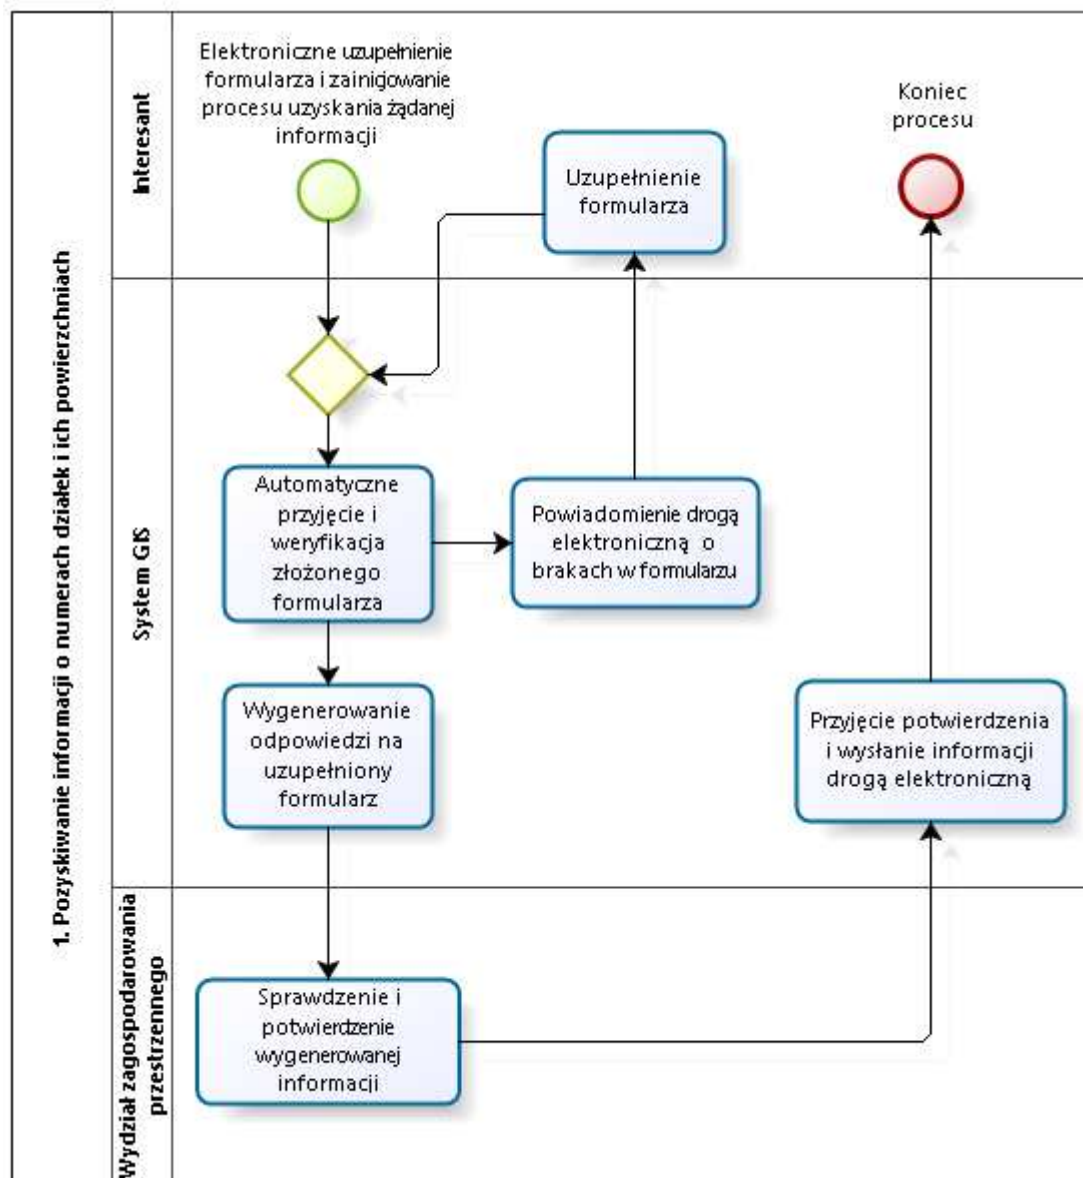 1. Pozyskiwanie informacji o numerach działek i ich powierzchniach
Interesant
Elektroniczne uzupełnienie
formularza i zainicjowanie
procesu uzyskania żądanej
informacji
Uzupełnienie
formularza
Koniec
procesu
System GIS
Automatyczne
przyjęcie i
weryfikacja
złożonego
formularza
Powiadomienie drogą
elektroniczną o
brakach w formularzu
Wygenerowanie
odpowiedzi na
uzupełniony
formularz
Przyjęcie potwierdzenia
i wysłanie informacji
drogą elektroniczną
Wydział zagospodarowania
przestrzennego
Sprawdzenie i
potwierdzenie
wygenerowanej
informacji